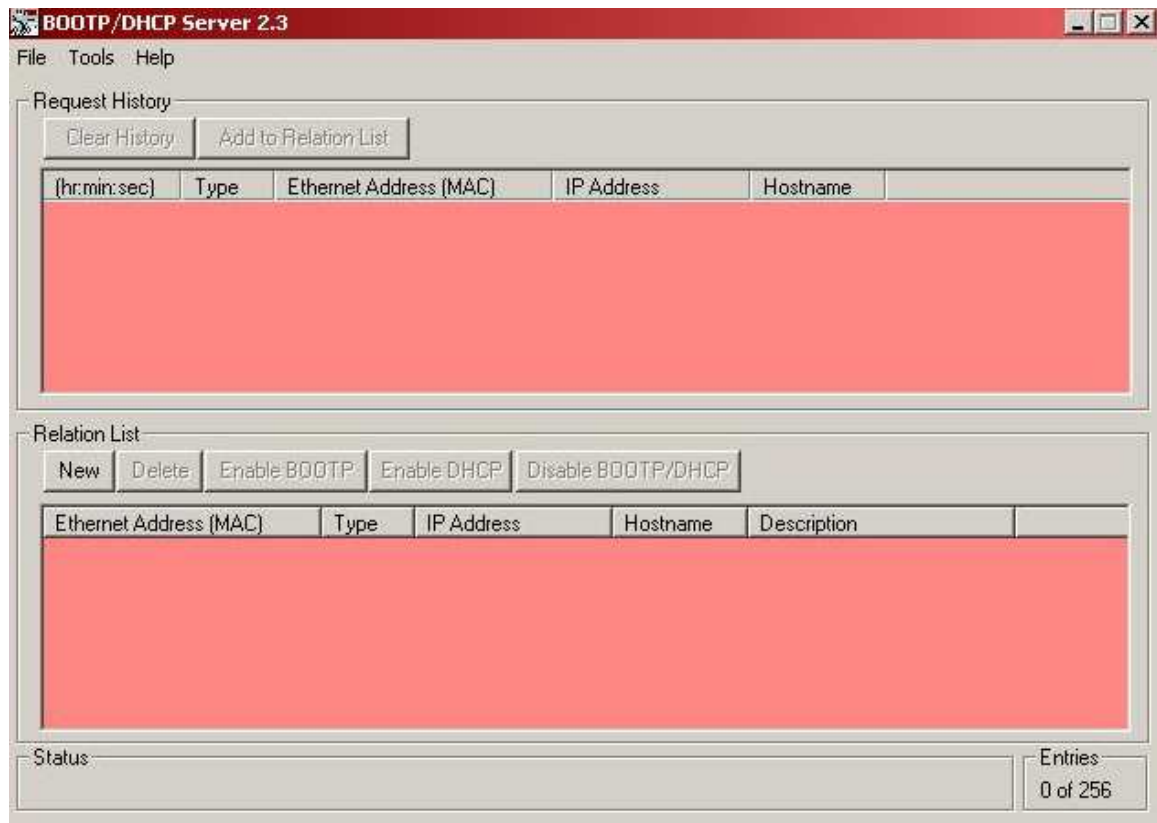 BOOTP/DHCP Server 2.3
File Tools Help
Request History
Clear History Add to Relation List
(hr:min:sec) Type Ethernet Address (MAC) IP Address Hostname
Relation List
New Delete Enable BOOTP Enable DHCP Disable BOOTP/DHCP
Ethernet Address (MAC) Type IP Address Hostname Description
Status Entries
0 of 256